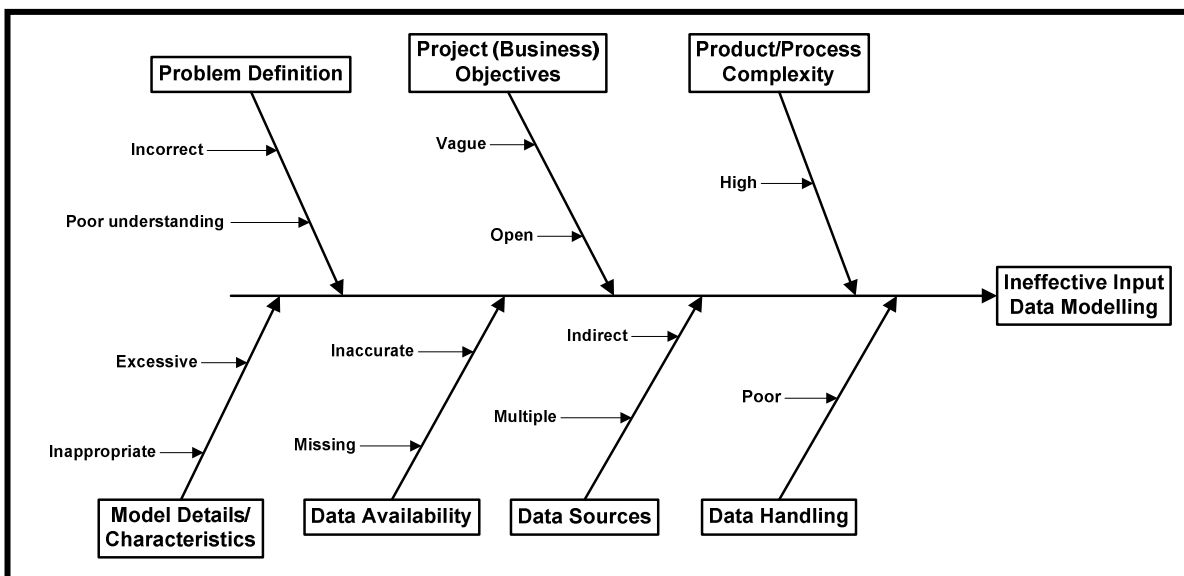 Problem Definition
Project (Business)
Objectives
Product/Process
Complexity
Incorrect
Poor understanding
Vague
Open
High
Ineffective Input
Data Modelling
Excessive
Inappropriate
Inaccurate
Missing
Indirect
Multiple
Poor
Model Details/
Characteristics
Data Availability
Data Sources
Data Handling